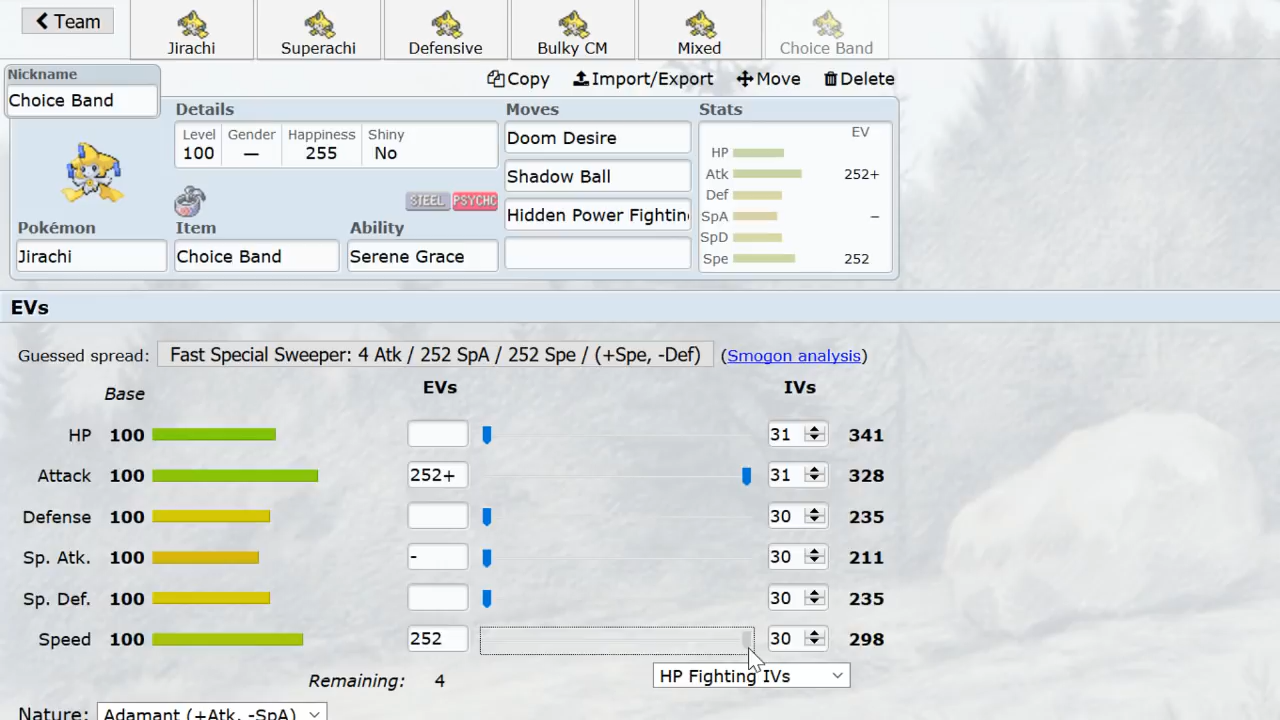 Team
Jirachi
Superachi
Defensive
Bulky CM
Mixed
Choice Band
Nickname
Choice Band
Copy
Import/Export
Move
Delete
Details
Level
Gender
Happiness
Shiny
100
—
255
No
STEEL
PSYCHC
Pokémon
Jirachi
Item
Choice Band
Ability
Serene Grace
Moves
Doom Desire
Shadow Ball
Hidden Power Fightin
Stats
EV
HP
Atk 252+
Def
SpA –
SpD
Spe 252
EVs
Guessed spread: Fast Special Sweeper: 4 Atk / 252 SpA / 252 Spe / (+Spe, -Def) (Smogon analysis)
Base EVs IVs
HP 100 31 341
Attack 100 252+ 31 328
Defense 100 30 235
Sp. Atk. 100 - 30 211
Sp. Def. 100 30 235
Speed 100 252 30 298
Remaining: 4 HP Fighting IVs
Nature: Adamant (+Atk, -SpA)